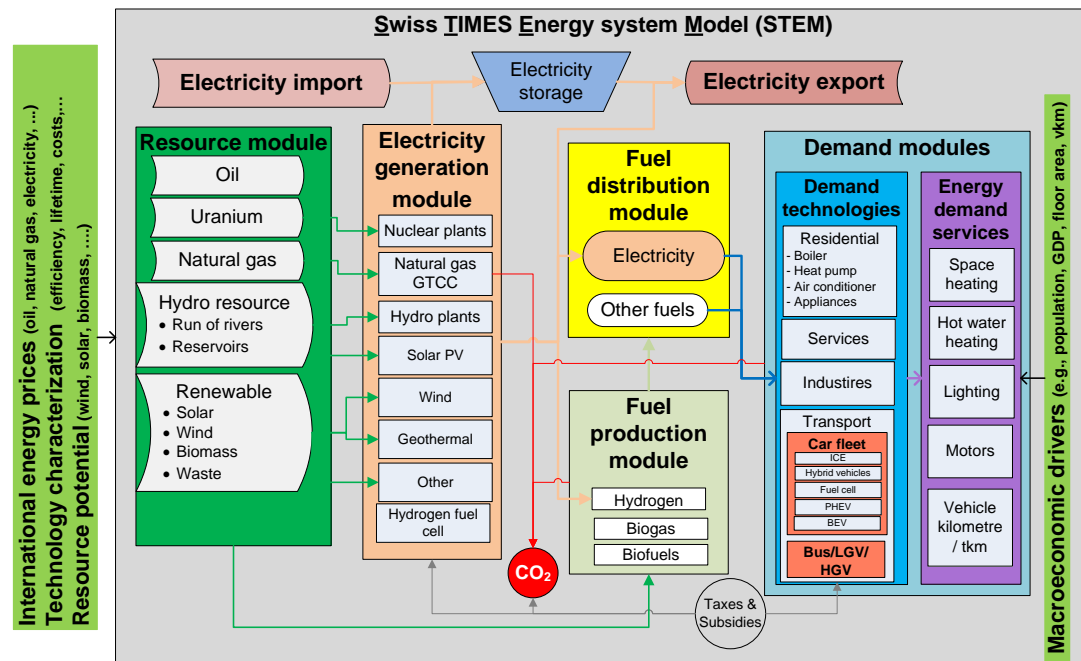 Swiss TIMES Energy system Model (STEM)
International energy prices (oil, natural gas, electricity, ...)
Technology characterization (efficiency, lifetime, costs,...
Resource potential (wind, solar, biomass, ....)
Electricity import
Electricity
storage
Electricity export
Resource module
Oil
Uranium
Natural gas
Hydro resource
• Run of rivers
• Reservoirs
Renewable
• Solar
• Wind
• Biomass
• Waste
Electricity
generation
module
Nuclear plants
Natural gas
GTCC
Hydro plants
Solar PV
Wind
Geothermal
Other
Hydrogen fuel
cell
CO2
Fuel
distribution
module
Electricity
Other fuels
Fuel
production
module
Hydrogen
Biogas
Biofuels
Taxes &
Subsidies
Demand modules
Demand
technologies
Residential
- Boiler
- Heat pump
- Air conditioner
- Appliances
Services
Industires
Transport
Car fleet
ICE
Hybrid vehicles
Fuel cell
PHEV
BEV
Bus/LGV/
HGV
Energy
demand
services
Space
heating
Hot water
heating
Lighting
Motors
Vehicle
kilometre
/ tkm
Macroeconomic drivers (e.g., population, GDP, floor area, vkm)